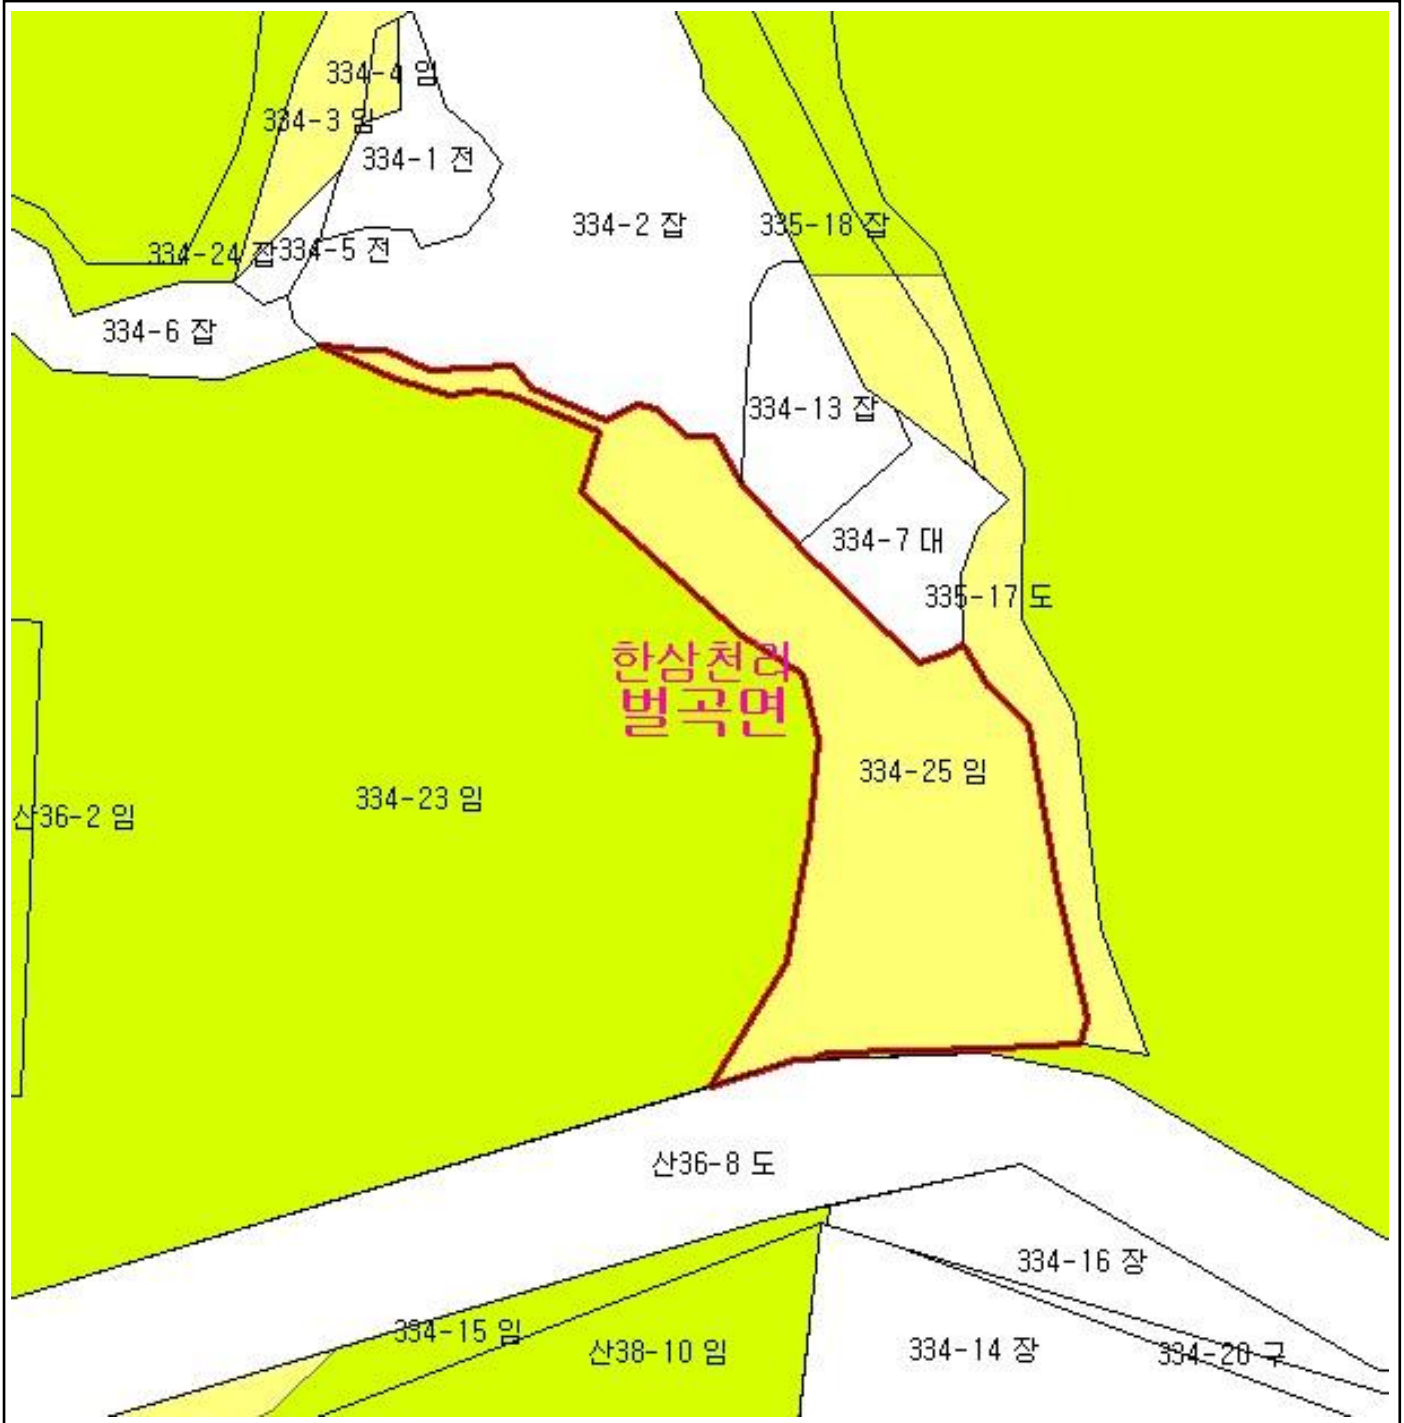 334-4 임
334-3 임
334-1 전
334-2 잡
335-18 잡
334-24 잡
334-5 전
334-6 잡
334-13 잡
334-7 대
335-17 도
한삼천리
벌곡면
334-25 임
334-23 임
산36-2 임
산36-8 도
334-16 장
334-15 임
산38-10 임
334-14 장
334-20 구